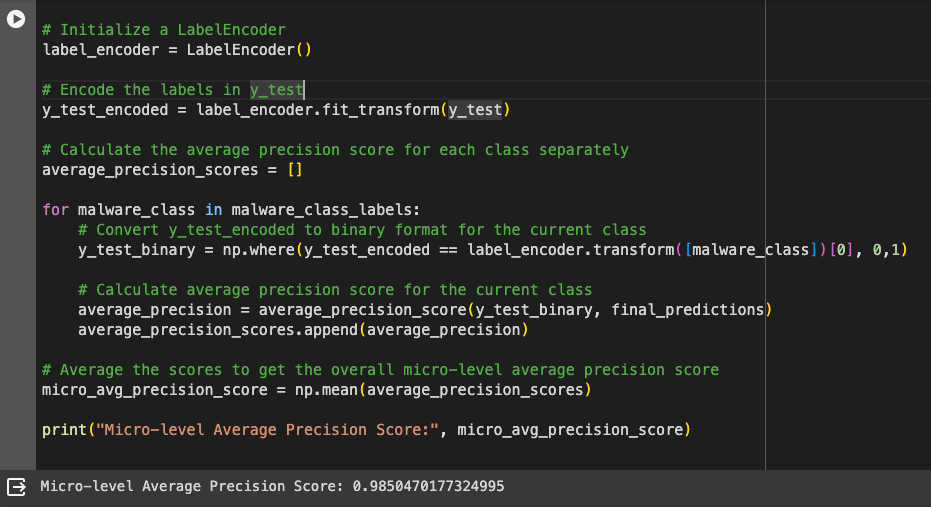 # Initialize a LabelEncoder
label_encoder = LabelEncoder()
# Encode the labels in y_test
y_test_encoded = label_encoder.fit_transform(y_test)
# Calculate the average precision score for each class separately
average_precision_scores = []
for malware_class in malware_class_labels:
    # Convert y_test_encoded to binary format for the current class
    y_test_binary = np.where(y_test_encoded == label_encoder.transform([malware_class])[0], 0,1)
    # Calculate average precision score for the current class
    average_precision = average_precision_score(y_test_binary, final_predictions)
    average_precision_scores.append(average_precision)
# Average the scores to get the overall micro-level average precision score
micro_avg_precision_score = np.mean(average_precision_scores)
print("Micro-level Average Precision Score:", micro_avg_precision_score)
Micro-level Average Precision Score: 0.9850470177324995